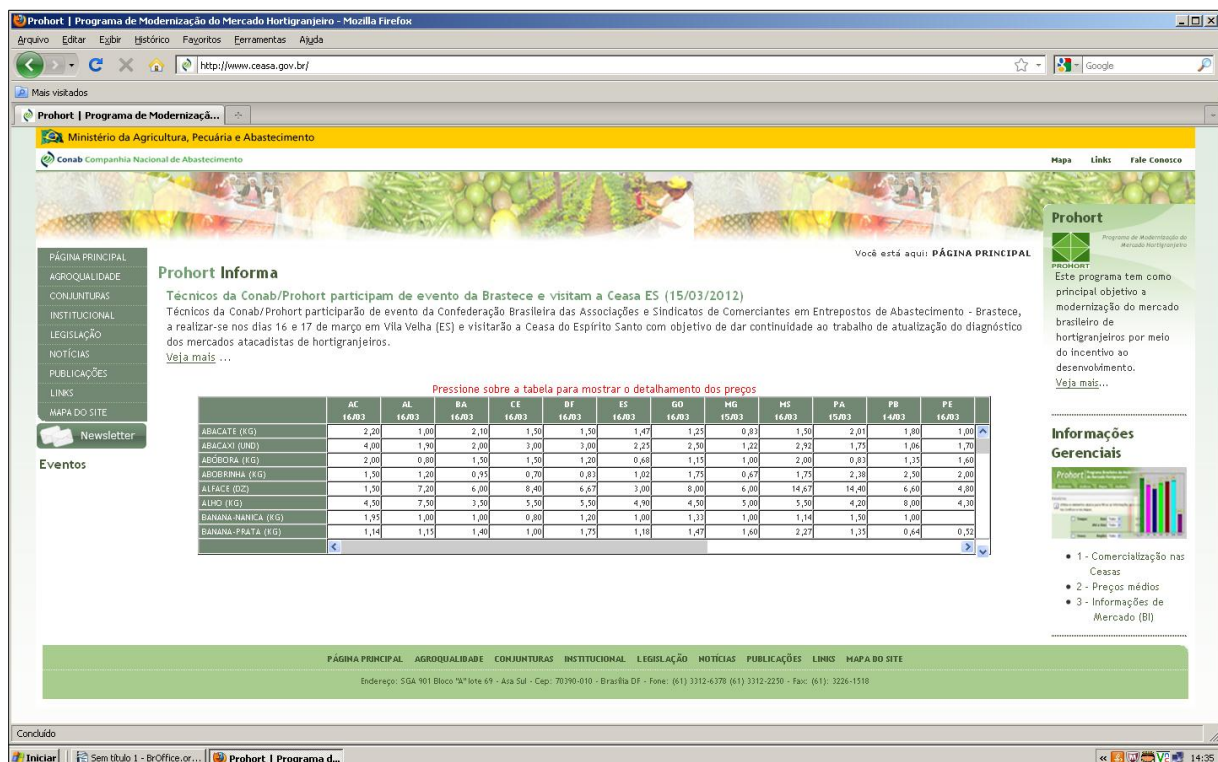 Prohort | Programa de Modernização do Mercado Hortigranjeiro - Mozilla Firefox
Arquivo Editar Exibir Histórico Favoritos Ferramentas Ajuda
http://www.ceasa.gov.br/
Google
Mais visitados
Prohort | Programa de Modernizaçã...
Ministério da Agricultura, Pecuária e Abastecimento
Conab Companhia Nacional de Abastecimento
Mapa Links Fale Conosco
Você está aqui: PÁGINA PRINCIPAL
PÁGINA PRINCIPAL
AGROQUALIDADE
CONJUNTURAS
INSTITUCIONAL
LEGISLAÇÃO
NOTÍCIAS
PUBLICAÇÕES
LINKS
MAPA DO SITE
Newsletter
Eventos
Prohort Informa
Técnicos da Conab/Prohort participam de evento da Brastece e visitam a Ceasa ES (15/03/2012)
Técnicos da Conab/Prohort participarão de evento da Confederação Brasileira das Associações e Sindicatos de Comerciantes em Entrepostos de Abastecimento - Brastece,
a realizar-se nos dias 16 e 17 de março em Vila Velha (ES) e visitarão a Ceasa do Espírito Santo com objetivo de dar continuidade ao trabalho de atualização do diagnóstico
dos mercados atacadistas de hortigranjeiros.
Veja mais ...
Pressione sobre a tabela para mostrar o detalhamento dos preços
AC AL BA CE DF ES GO MG MS PA PB PE
16/03 16/03 16/03 16/03 16/03 16/03 16/03 15/03 16/03 15/03 14/03 16/03
ABACATE (KG) 2,20 1,00 2,10 1,50 1,50 1,47 1,25 0,83 1,50 2,01 1,80 1,00
ABACAXI (UND) 4,00 1,90 2,00 3,00 3,00 2,25 2,50 1,22 2,92 1,75 1,06 1,70
ABÓBORA (KG) 2,00 0,80 1,50 1,50 1,20 0,68 1,15 1,00 2,00 0,83 1,35 1,60
ABOBRINHA (KG) 1,50 1,20 0,95 0,70 0,83 1,02 1,75 0,67 1,75 2,38 2,50 2,00
ALFACE (DZ) 1,50 7,20 6,00 8,40 6,67 3,00 8,00 6,00 14,67 14,40 6,60 4,80
ALHO (KG) 4,50 7,50 3,50 5,50 5,50 4,90 4,50 5,00 5,50 4,20 8,00 4,30
BANANA-NANICA (KG) 1,95 1,00 1,00 0,80 1,20 1,00 1,33 1,00 1,14 1,50 1,00
BANANA-PRATA (KG) 1,14 1,15 1,40 1,00 1,75 1,18 1,47 1,60 2,27 1,35 0,64 0,52
Prohort
Programa de Modernização do
Mercado Hortigranjeiro
PROHORT
Este programa tem como
principal objetivo a
modernização do mercado
brasileiro de
hortigranjeiros por meio
do incentivo ao
desenvolvimento.
Veja mais...
Informações
Gerenciais
Prohort
1 - Comercialização nas
Ceasas
2 - Preços médios
3 - Informações de
Mercado (BI)
PÁGINA PRINCIPAL AGROQUALIDADE CONJUNTURAS INSTITUCIONAL LEGISLAÇÃO NOTÍCIAS PUBLICAÇÕES LINKS MAPA DO SITE
Endereço: SGA 901 Bloco "A" lote 69 - Asa Sul - Cep: 70390-010 - Brasília DF - Fone: (61) 3312-6378 (61) 3312-2250 - Fax: (61): 3226-1518
Concluído
Iniciar Sem título 1 - BrOffice.or... Prohort | Programa d... 14:35